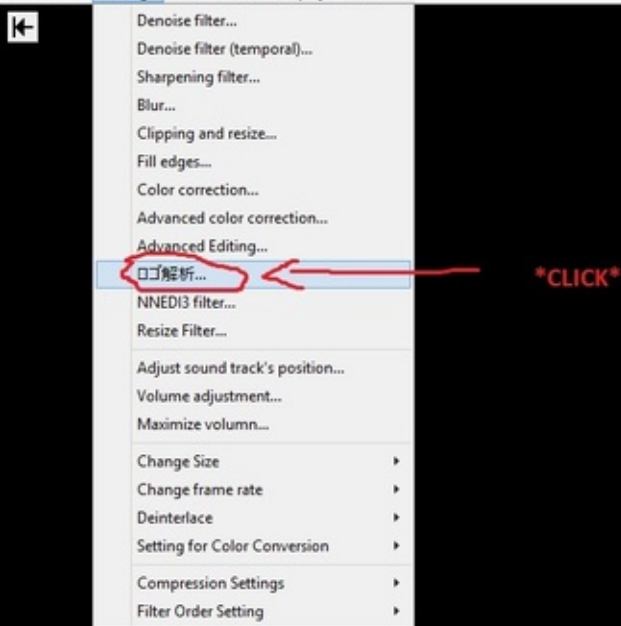 Denoise filter...
Denoise filter (temporal)...
Sharpening filter...
Blur...
Clipping and resize...
Fill edges...
Color correction...
Advanced color correction...
Advanced Editing...
ロゴ解析...
*CLICK*
NNEDI3 filter...
Resize Filter...
Adjust sound track's position...
Volume adjustment...
Maximize volumn...
Change Size
Change frame rate
Deinterlace
Setting for Color Conversion
Compression Settings
Filter Order Setting